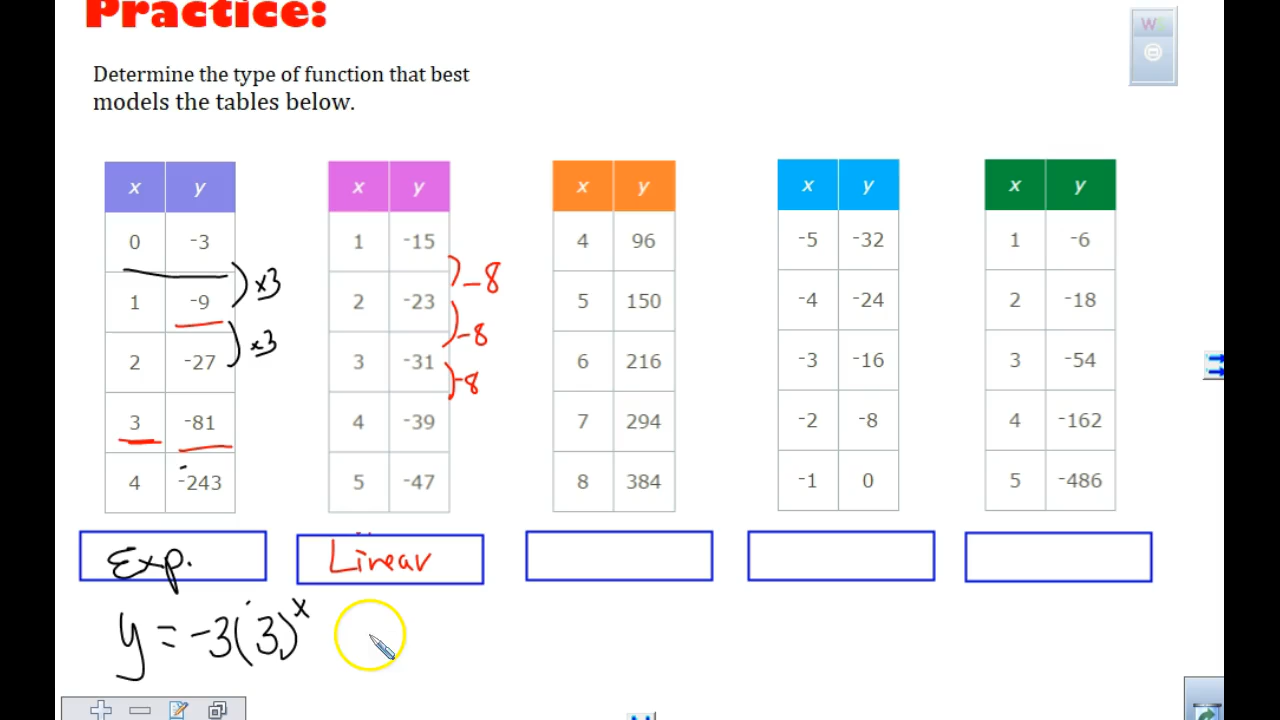 Practice:
Determine the type of function that best
models the tables below.
x y
0 -3
1 -9
2 -27
3 -81
4 -243
×3
×3
Exp.
y = -3(3)^x
x y
1 -15
2 -23
3 -31
4 -39
5 -47
-8
-8
-8
Linear
x y
4 96
5 150
6 216
7 294
8 384
x y
-5 -32
-4 -24
-3 -16
-2 -8
-1 0
x y
1 -6
2 -18
3 -54
4 -162
5 -486